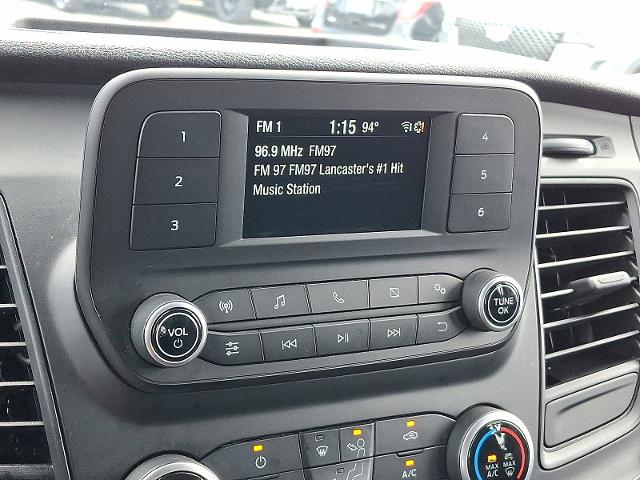 FM 1 1:15 94°
96.9 MHz FM97
FM 97 FM97 Lancaster's #1 Hit
Music Station
1
2
3
4
5
6
VOL
TUNE
OK
A/C
MAX
A/C
MAX